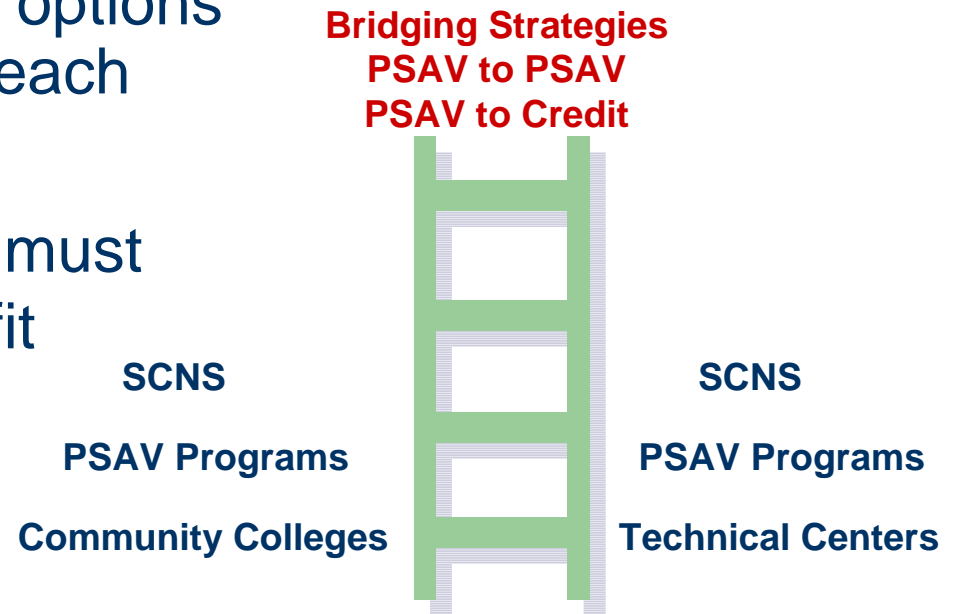 options
each
must
Bridging Strategies
PSAV to PSAV
PSAV to Credit
SCNS
PSAV Programs
Community Colleges
SCNS
PSAV Programs
Technical Centers